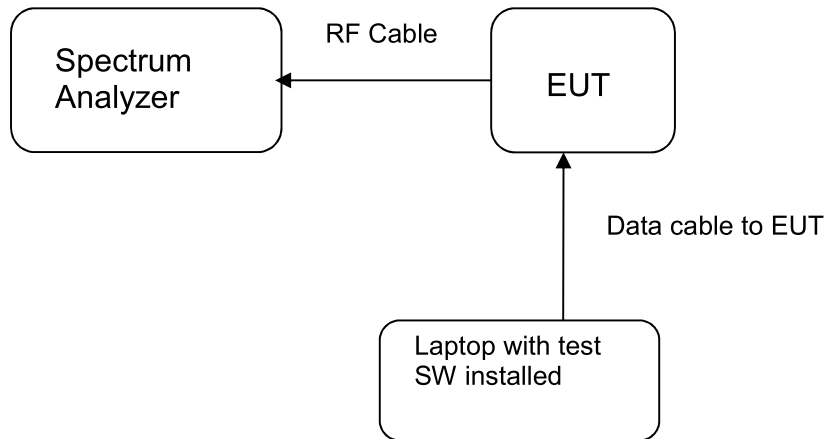 RF Cable
Spectrum
Analyzer
EUT
Data cable to EUT
Laptop with test
SW installed